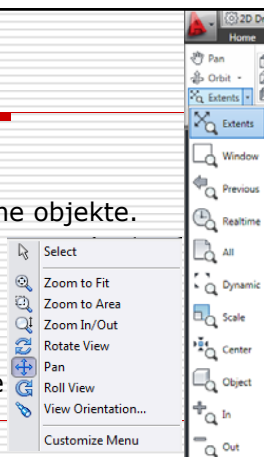 2D Dr
Home
Pan
Orbit
Extents
Extents
Window
Previous
Realtime
All
Dynamic
Scale
Center
Object
In
Out
ne objekte.
Select
Zoom to Fit
Zoom to Area
Zoom In/Out
Rotate View
Pan
Roll View
View Orientation...
Customize Menu
e